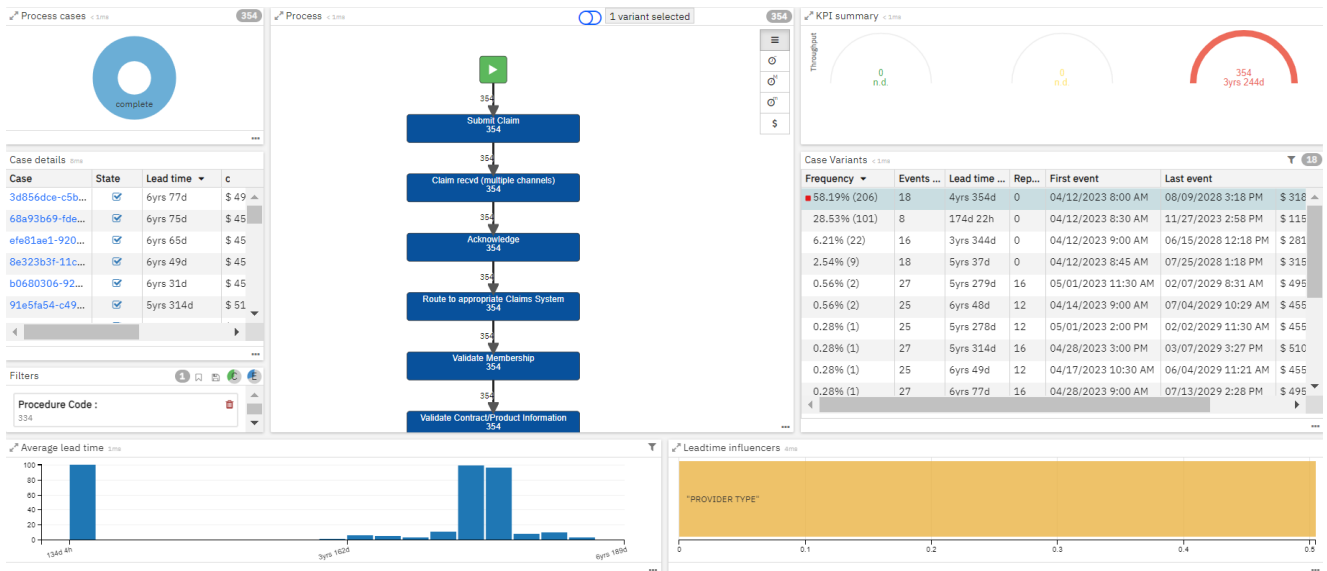 Process cases < 1ms 354
complete
Case details 8ms
Case State Lead time c
3d856dce-c5b... 6yrs 77d $ 49
68a93b69-fde... 6yrs 75d $ 45
efe81ae1-920... 6yrs 65d $ 45
8e323b3f-11c... 6yrs 49d $ 45
b0680306-92... 6yrs 31d $ 45
91e5fa54-c49... 5yrs 314d $ 51
Filters 1 C E
Procedure Code :
334
Process < 1ms 1 variant selected 354
354
Submit Claim
354
354
Claim recvd (multiple channels)
354
354
Acknowledge
354
354
Route to appropriate Claims System
354
354
Validate Membership
354
354
Validate Contract/Product Information
354
M
m
$
KPI summary < 1ms
Throughput
0
n.d.
0
n.d.
354
3yrs 244d
Case Variants < 1ms 18
Frequency Events ... Lead time ... Rep... First event Last event
58.19% (206) 18 4yrs 354d 0 04/12/2023 8:00 AM 08/09/2028 3:18 PM $ 318
28.53% (101) 8 174d 22h 0 04/12/2023 8:30 AM 11/27/2023 2:58 PM $ 115
6.21% (22) 16 3yrs 344d 0 04/12/2023 9:00 AM 06/15/2028 12:18 PM $ 281
2.54% (9) 18 5yrs 37d 0 04/12/2023 8:45 AM 07/25/2028 1:18 PM $ 315
0.56% (2) 27 5yrs 279d 16 05/01/2023 11:30 AM 02/07/2029 8:31 AM $ 495
0.56% (2) 25 6yrs 48d 12 04/14/2023 9:00 AM 07/04/2029 10:29 AM $ 455
0.28% (1) 25 5yrs 278d 12 05/01/2023 2:00 PM 02/02/2029 11:30 AM $ 455
0.28% (1) 27 5yrs 314d 16 04/28/2023 3:00 PM 03/07/2029 3:27 PM $ 510
0.28% (1) 25 6yrs 49d 12 04/17/2023 10:30 AM 06/04/2029 11:21 AM $ 455
0.28% (1) 27 6yrs 77d 16 04/28/2023 9:00 AM 07/13/2029 2:28 PM $ 495
Average lead time 1ms
100
80
60
40
20
0
134d 4h 3yrs 162d 6yrs 189d
Leadtime influencers 4ms
"PROVIDER TYPE"
0 0.1 0.2 0.3 0.4 0.5